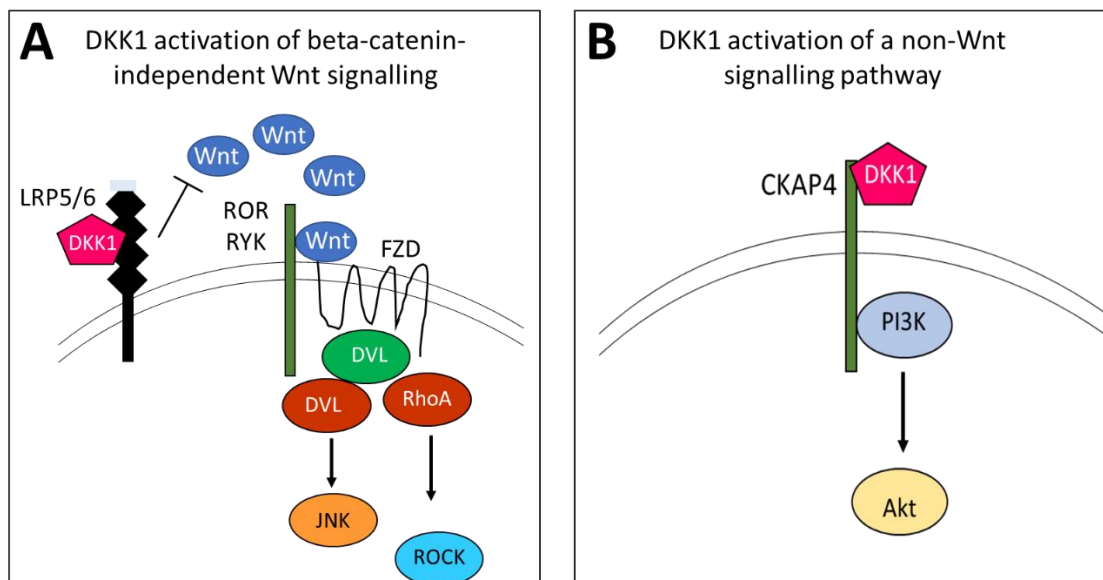 A
DKK1 activation of beta-catenin-
independent Wnt signalling
Wnt
Wnt
Wnt
LRP5/6
DKK1
ROR
RYK
Wnt
FZD
DVL
DVL
RhoA
JNK
ROCK
B
DKK1 activation of a non-Wnt
signalling pathway
CKAP4
DKK1
PI3K
Akt